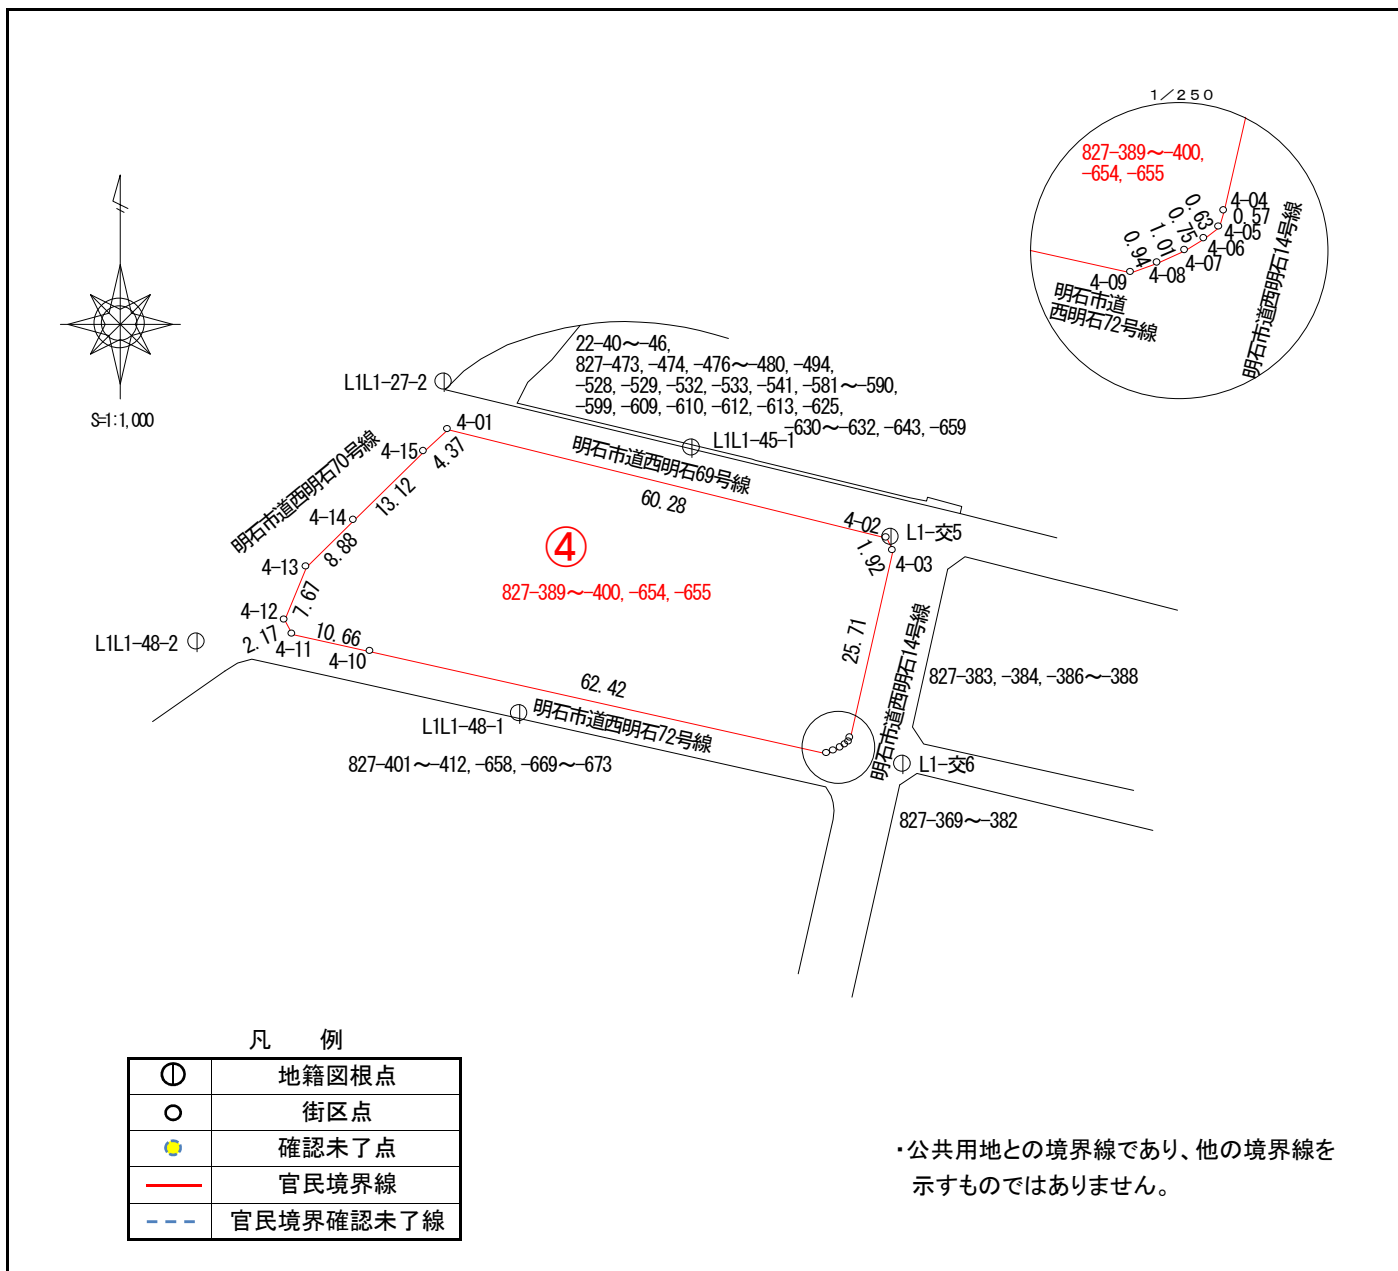 1／250
827-389～-400,
-654, -655
4-04
0.57
4-05
0.63
4-06
0.75
4-07
1.01
4-08
0.94
4-09
明石市道
西明石72号線
明石市道西明石14号線
S=1:1,000
22-40～-46,
827-473, -474, -476～-480, -494,
-528, -529, -532, -533, -541, -581～-590,
-599, -609, -610, -612, -613, -625,
-630～-632, -643, -659
L1L1-27-2
4-01
L1L1-45-1
4-15
4.37
明石市道西明石69号線
明石市道西明石70号線
13.12
60.28
4-14
4-02
L1-交5
8.88
④
1.92
4-03
4-13
827-389～-400, -654, -655
7.67
4-12
2.17
10.66
L1L1-48-2
4-11
4-10
25.71
明石市道西明石14号線
827-383, -384, -386～-388
62.42
L1L1-48-1
明石市道西明石72号線
L1-交6
827-401～-412, -658, -669～-673
827-369～-382
凡　例
地籍図根点
街区点
確認未了点
官民境界線
官民境界確認未了線
・公共用地との境界線であり、他の境界線を
示すものではありません。